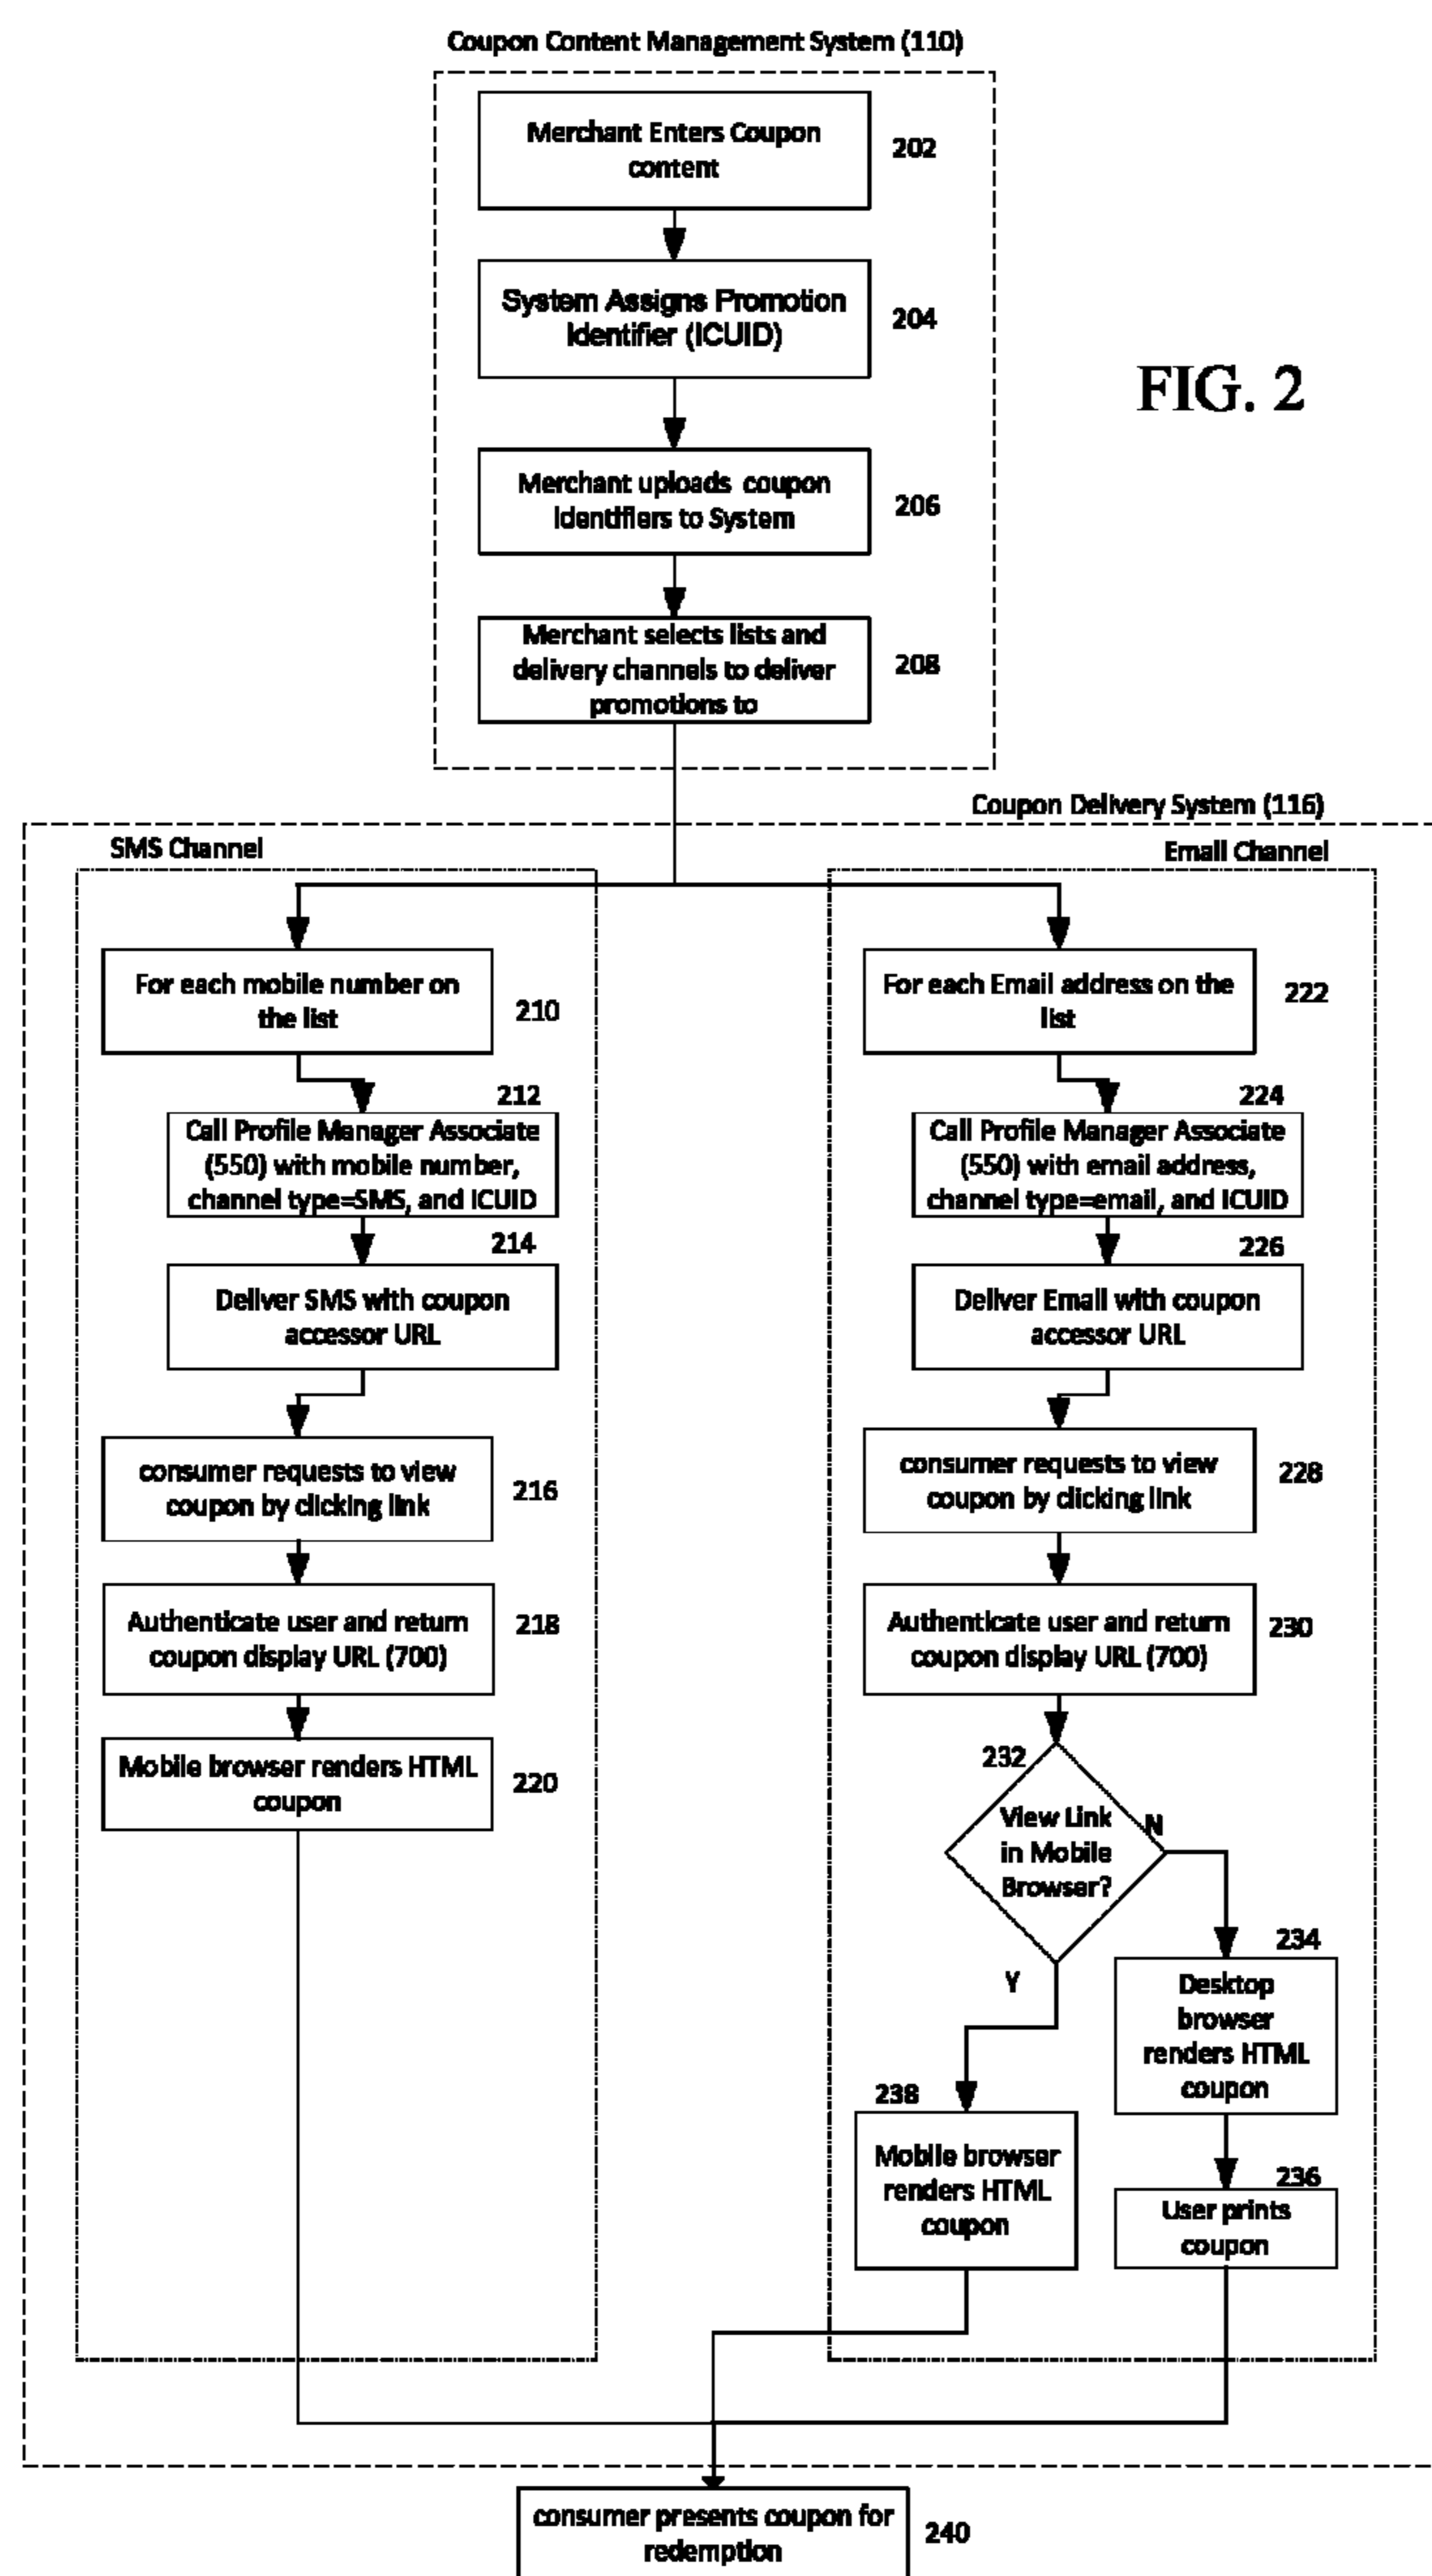 Coupon Content Management System (110)
Merchant Enters Coupon
content
202
System Assigns Promotion
Identifier (ICUID)
204
FIG. 2
Merchant uploads coupon
Identifiers to System
206
Merchant selects lists and
delivery channels to deliver
promotions to
208
Coupon Delivery System (116)
SMS Channel
For each mobile number on
the list
210
212
Call Profile Manager Associate
(550) with mobile number,
channel type=SMS, and ICUID
214
Deliver SMS with coupon
accessor URL
consumer requests to view
coupon by clicking link
216
Authenticate user and return
coupon display URL (700)
218
Mobile browser renders HTML
coupon
220
Email Channel
For each Email address on the
list
222
224
Call Profile Manager Associate
(550) with email address,
channel type=email, and ICUID
226
Deliver Email with coupon
accessor URL
consumer requests to view
coupon by clicking link
228
Authenticate user and return
coupon display URL (700)
230
232
View Link
in Mobile
Browser?
N
Y
234
Desktop
browser
renders HTML
coupon
236
User prints
coupon
238
Mobile browser
renders HTML
coupon
consumer presents coupon for
redemption
240